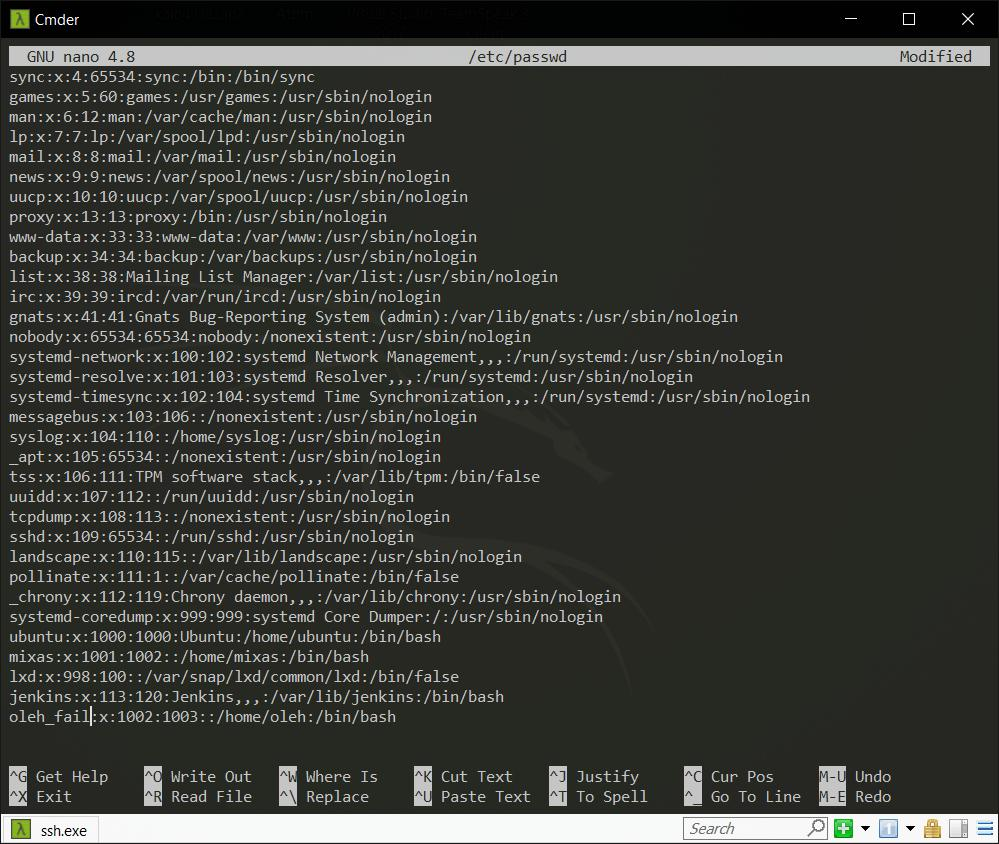 Cmder
GNU nano 4.8 /etc/passwd Modified
sync:x:4:65534:sync:/bin:/bin/sync
games:x:5:60:games:/usr/games:/usr/sbin/nologin
man:x:6:12:man:/var/cache/man:/usr/sbin/nologin
lp:x:7:7:lp:/var/spool/lpd:/usr/sbin/nologin
mail:x:8:8:mail:/var/mail:/usr/sbin/nologin
news:x:9:9:news:/var/spool/news:/usr/sbin/nologin
uucp:x:10:10:uucp:/var/spool/uucp:/usr/sbin/nologin
proxy:x:13:13:proxy:/bin:/usr/sbin/nologin
www-data:x:33:33:www-data:/var/www:/usr/sbin/nologin
backup:x:34:34:backup:/var/backups:/usr/sbin/nologin
list:x:38:38:Mailing List Manager:/var/list:/usr/sbin/nologin
irc:x:39:39:ircd:/var/run/ircd:/usr/sbin/nologin
gnats:x:41:41:Gnats Bug-Reporting System (admin):/var/lib/gnats:/usr/sbin/nologin
nobody:x:65534:65534:nobody:/nonexistent:/usr/sbin/nologin
systemd-network:x:100:102:systemd Network Management,,,:/run/systemd:/usr/sbin/nologin
systemd-resolve:x:101:103:systemd Resolver,,,:/run/systemd:/usr/sbin/nologin
systemd-timesync:x:102:104:systemd Time Synchronization,,,:/run/systemd:/usr/sbin/nologin
messagebus:x:103:106::/nonexistent:/usr/sbin/nologin
syslog:x:104:110::/home/syslog:/usr/sbin/nologin
_apt:x:105:65534::/nonexistent:/usr/sbin/nologin
tss:x:106:111:TPM software stack,,,:/var/lib/tpm:/bin/false
uuidd:x:107:112::/run/uuidd:/usr/sbin/nologin
tcpdump:x:108:113::/nonexistent:/usr/sbin/nologin
sshd:x:109:65534::/run/sshd:/usr/sbin/nologin
landscape:x:110:115::/var/lib/landscape:/usr/sbin/nologin
pollinate:x:111:1::/var/cache/pollinate:/bin/false
_chrony:x:112:119:Chrony daemon,,,:/var/lib/chrony:/usr/sbin/nologin
systemd-coredump:x:999:999:systemd Core Dumper:/:/usr/sbin/nologin
ubuntu:x:1000:1000:Ubuntu:/home/ubuntu:/bin/bash
mixas:x:1001:1002::/home/mixas:/bin/bash
lxd:x:998:100::/var/snap/lxd/common/lxd:/bin/false
jenkins:x:113:120:Jenkins,,,:/var/lib/jenkins:/bin/bash
oleh_fail:x:1002:1003::/home/oleh:/bin/bash
^G Get Help ^O Write Out ^W Where Is ^K Cut Text ^J Justify ^C Cur Pos M-U Undo
^X Exit ^R Read File ^\ Replace ^U Paste Text ^T To Spell ^_ Go To Line M-E Redo
ssh.exe Search 1